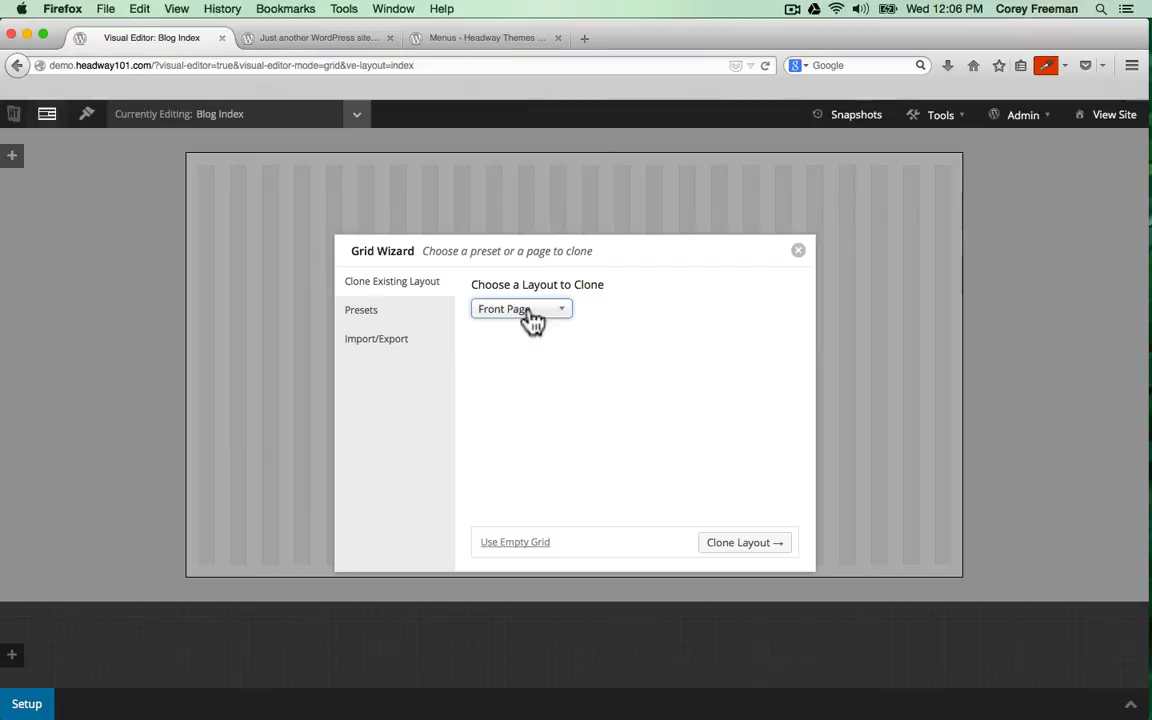 Firefox File Edit View History Bookmarks Tools Window Help Wed 12:06 PM Corey Freeman
Visual Editor: Blog Index
Just another WordPress site...
Menus ‹ Headway Themes ...
demo.headway101.com/?visual-editor=true&visual-editor-mode=grid&ve-layout=index
Google
Currently Editing: Blog Index
Snapshots
Tools
Admin
View Site
Grid Wizard Choose a preset or a page to clone
Clone Existing Layout
Choose a Layout to Clone
Presets
Front Page
Import/Export
Use Empty Grid
Clone Layout →
Setup